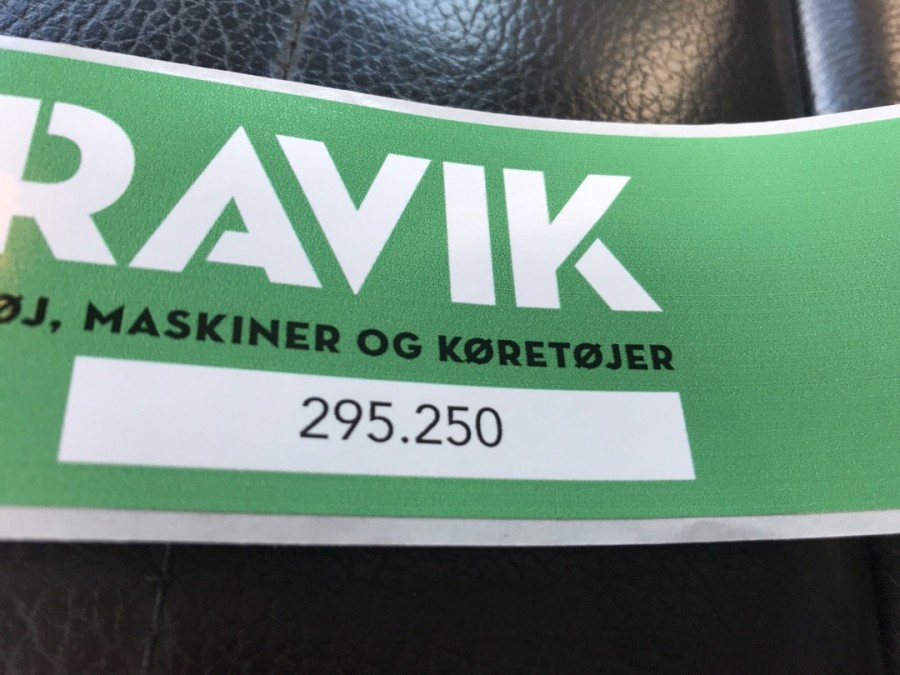 RAVIK
ØJ, MASKINER OG KØRETØJER
295.250